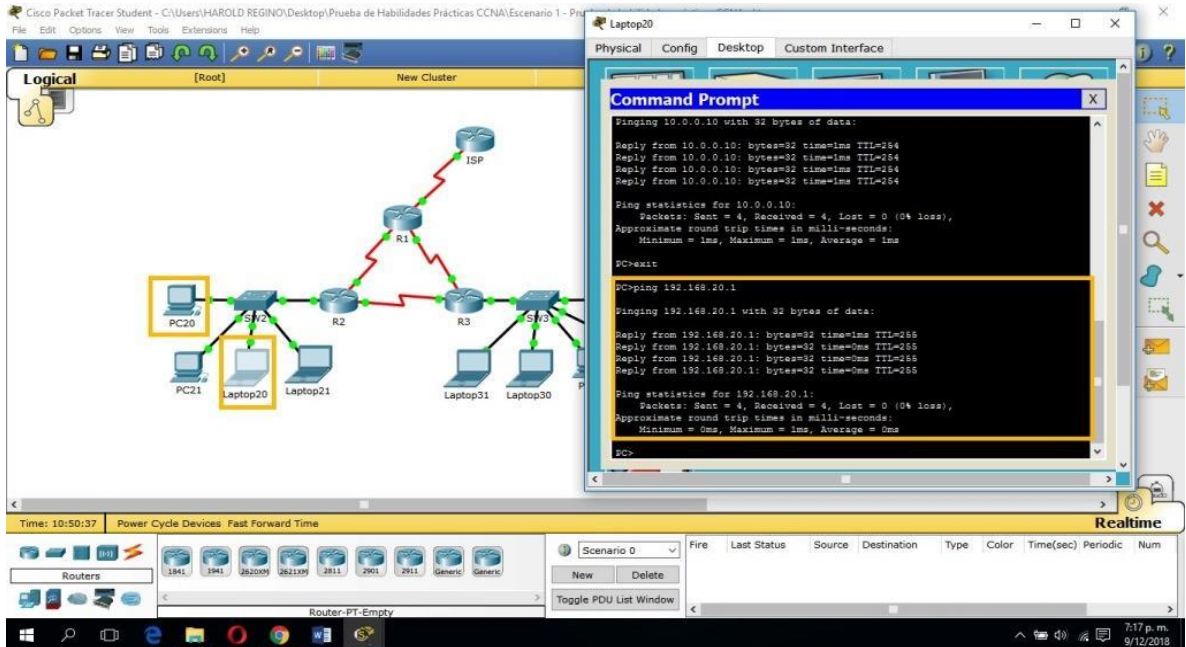 Cisco Packet Tracer Student - C:\Users\HAROLD REGINO\Desktop\Prueba de Habilidades Prácticas CCNA\Escenario 1 - Pru
File Edit Options View Tools Extensions Help
Logical [Root] New Cluster
ISP
R1
PC20
SW2
R2
R3
SW3
PC21
Laptop20
Laptop21
Laptop31
Laptop30
Laptop20
Physical Config Desktop Custom Interface
Command Prompt X
Pinging 10.0.0.10 with 32 bytes of data:
Reply from 10.0.0.10: bytes=32 time=1ms TTL=254
Reply from 10.0.0.10: bytes=32 time=1ms TTL=254
Reply from 10.0.0.10: bytes=32 time=1ms TTL=254
Reply from 10.0.0.10: bytes=32 time=1ms TTL=254
Ping statistics for 10.0.0.10:
Packets: Sent = 4, Received = 4, Lost = 0 (0% loss),
Approximate round trip times in milli-seconds:
Minimum = 1ms, Maximum = 1ms, Average = 1ms
PC>exit
PC>ping 192.168.20.1
Pinging 192.168.20.1 with 32 bytes of data:
Reply from 192.168.20.1: bytes=32 time=1ms TTL=255
Reply from 192.168.20.1: bytes=32 time=0ms TTL=255
Reply from 192.168.20.1: bytes=32 time=0ms TTL=255
Reply from 192.168.20.1: bytes=32 time=0ms TTL=255
Ping statistics for 192.168.20.1:
Packets: Sent = 4, Received = 4, Lost = 0 (0% loss),
Approximate round trip times in milli-seconds:
Minimum = 0ms, Maximum = 1ms, Average = 0ms
PC>
Time: 10:50:37 Power Cycle Devices Fast Forward Time
Realtime
Routers
1841 1941 2620XM 2621XM 2811 2901 2911 Generic Generic
Router-PT-Empty
Scenario 0
New Delete
Toggle PDU List Window
Fire Last Status Source Destination Type Color Time(sec) Periodic Num
7:17 p. m.
9/12/2018